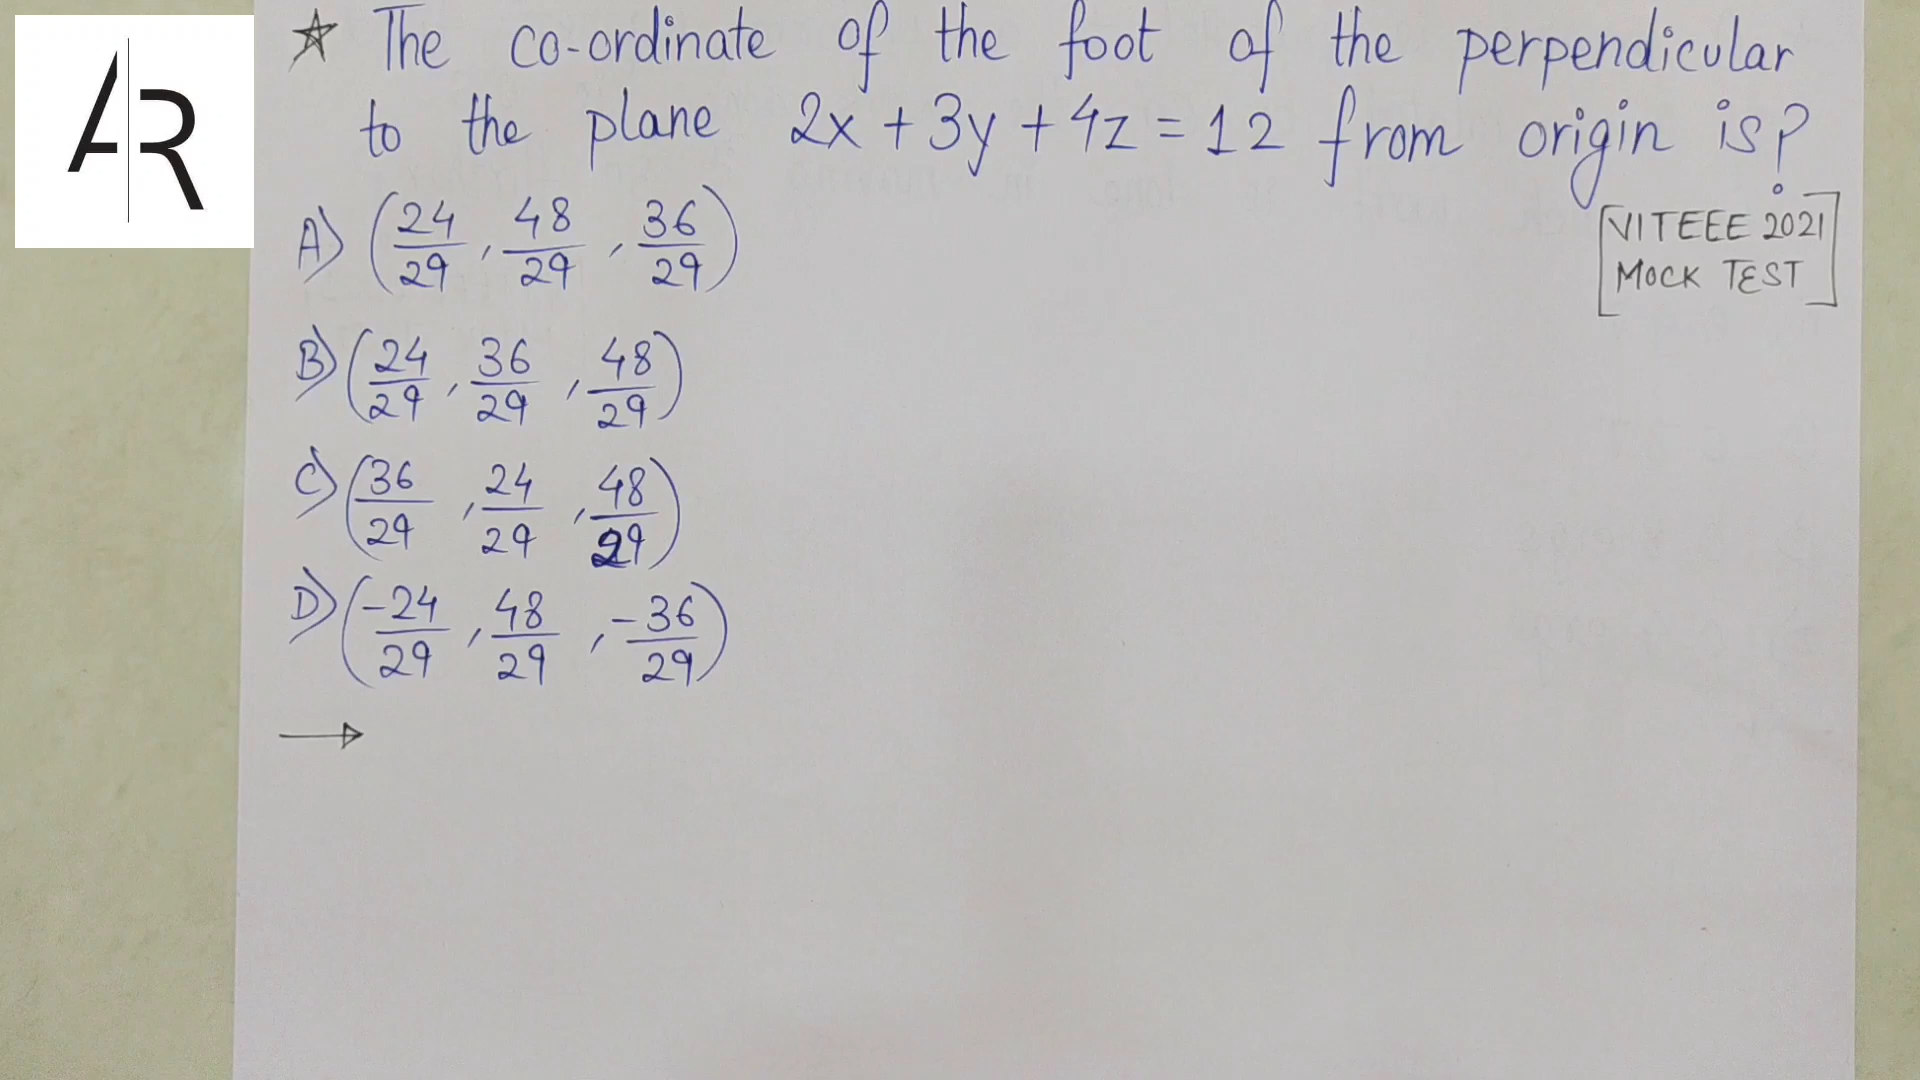 AR
☆ The co-ordinate of the foot of the perpendicular
to the plane 2x + 3y + 4z = 12 from origin is?
[VITEEE 2021
MOCK TEST]
A) (24/29, 48/29, 36/29)
B) (24/29, 36/29, 48/29)
C) (36/29, 24/29, 48/29)
D) (-24/29, 48/29, -36/29)
→